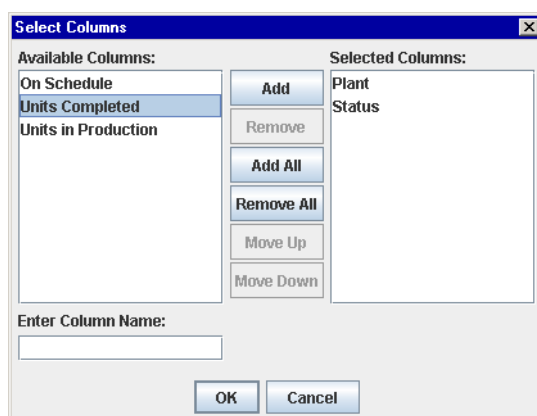 Select Columns
Available Columns:
Selected Columns:
On Schedule
Units Completed
Units in Production
Add
Remove
Add All
Remove All
Move Up
Move Down
Plant
Status
Enter Column Name:
OK
Cancel